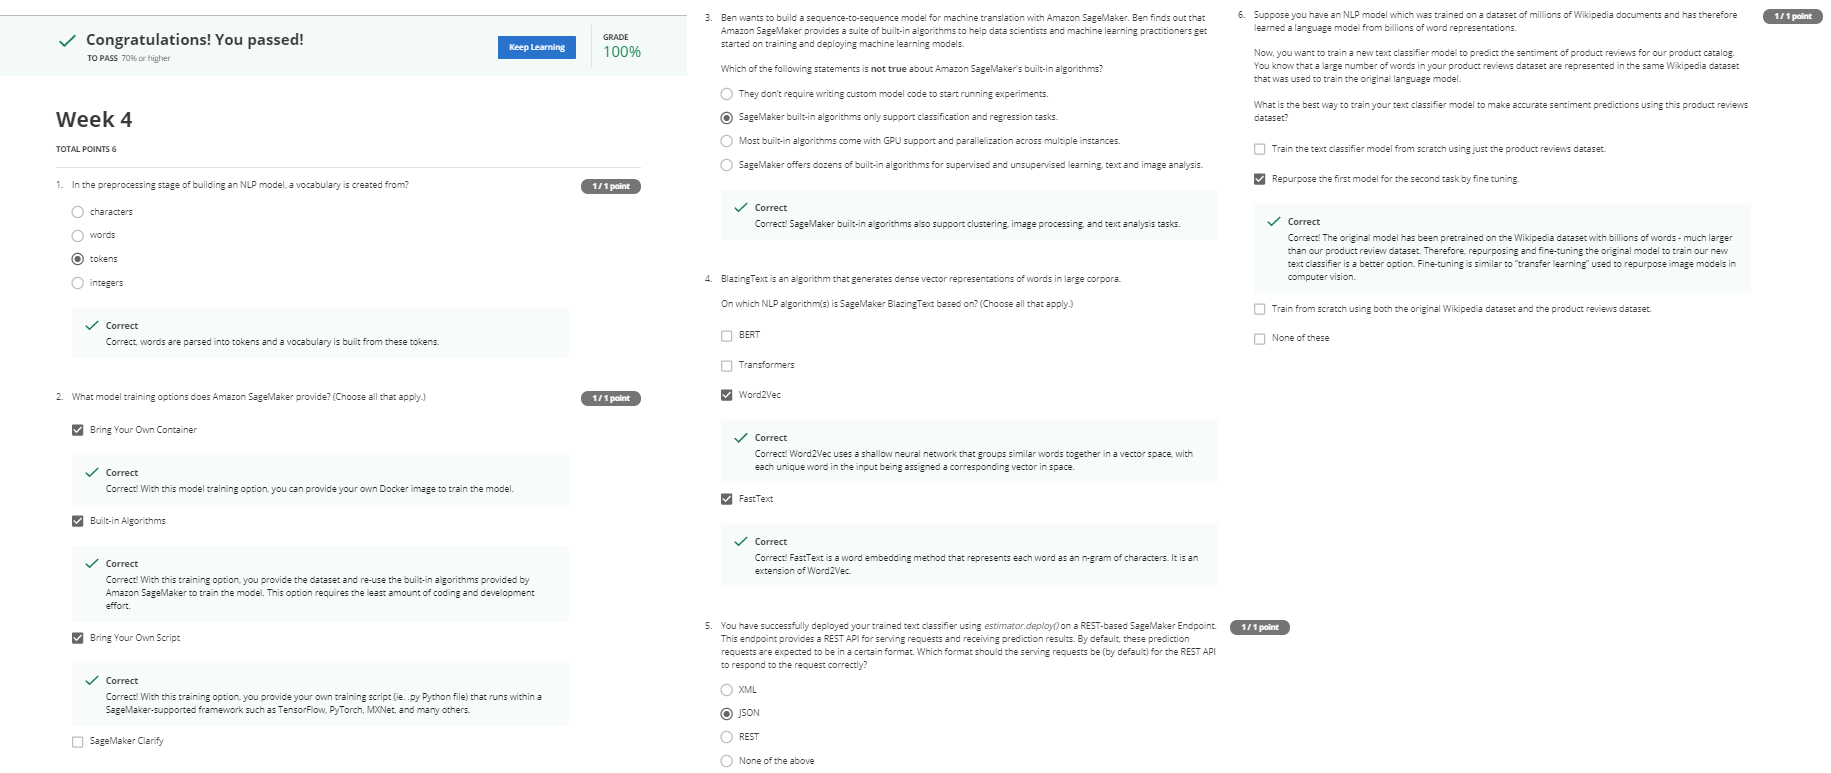 Congratulations! You passed!
TO PASS 70% or higher
Keep Learning
GRADE
100%
Week 4
TOTAL POINTS 6
1. In the preprocessing stage of building an NLP model, a vocabulary is created from?
1 / 1 point
characters
words
tokens
integers
Correct
Correct, words are parsed into tokens and a vocabulary is built from these tokens.
2. What model training options does Amazon SageMaker provide? (Choose all that apply.)
1 / 1 point
Bring Your Own Container
Correct
Correct! With this model training option, you can provide your own Docker image to train the model.
Built-in Algorithms
Correct
Correct! With this training option, you provide the dataset and re-use the built-in algorithms provided by
Amazon SageMaker to train the model. This option requires the least amount of coding and development
effort.
Bring Your Own Script
Correct
Correct! With this training option, you provide your own training script (ie. .py Python file) that runs within a
SageMaker-supported framework such as TensorFlow, PyTorch, MXNet, and many others.
SageMaker Clarify
3. Ben wants to build a sequence-to-sequence model for machine translation with Amazon SageMaker. Ben finds out that
Amazon SageMaker provides a suite of built-in algorithms to help data scientists and machine learning practitioners get
started on training and deploying machine learning models.
Which of the following statements is not true about Amazon SageMaker's built-in algorithms?
They don't require writing custom model code to start running experiments.
SageMaker built-in algorithms only support classification and regression tasks.
Most built-in algorithms come with GPU support and parallelization across multiple instances.
SageMaker offers dozens of built-in algorithms for supervised and unsupervised learning, text and image analysis.
Correct
Correct! SageMaker built-in algorithms also support clustering, image processing, and text analysis tasks.
4. BlazingText is an algorithm that generates dense vector representations of words in large corpora.
On which NLP algorithm(s) is SageMaker BlazingText based on? (Choose all that apply.)
BERT
Transformers
Word2Vec
Correct
Correct! Word2Vec uses a shallow neural network that groups similar words together in a vector space, with
each unique word in the input being assigned a corresponding vector in space.
FastText
Correct
Correct! FastText is a word embedding method that represents each word as an n-gram of characters. It is an
extension of Word2Vec.
5. You have successfully deployed your trained text classifier using estimator.deploy() on a REST-based SageMaker Endpoint.
1 / 1 point
This endpoint provides a REST API for serving requests and receiving prediction results. By default, these prediction
requests are expected to be in a certain format. Which format should the serving requests be (by default) for the REST API
to respond to the request correctly?
XML
JSON
REST
None of the above
6. Suppose you have an NLP model which was trained on a dataset of millions of Wikipedia documents and has therefore
1 / 1 point
learned a language model from billions of word representations.
Now, you want to train a new text classifier model to predict the sentiment of product reviews for our product catalog.
You know that a large number of words in your product reviews dataset are represented in the same Wikipedia dataset
that was used to train the original language model.
What is the best way to train your text classifier model to make accurate sentiment predictions using this product reviews
dataset?
Train the text classifier model from scratch using just the product reviews dataset.
Repurpose the first model for the second task by fine tuning.
Correct
Correct! The original model has been pretrained on the Wikipedia dataset with billions of words - much larger
than our product review dataset. Therefore, repurposing and fine-tuning the original model to train our new
text classifier is a better option. Fine-tuning is similar to "transfer learning" used to repurpose image models in
computer vision.
Train from scratch using both the original Wikipedia dataset and the product reviews dataset.
None of these